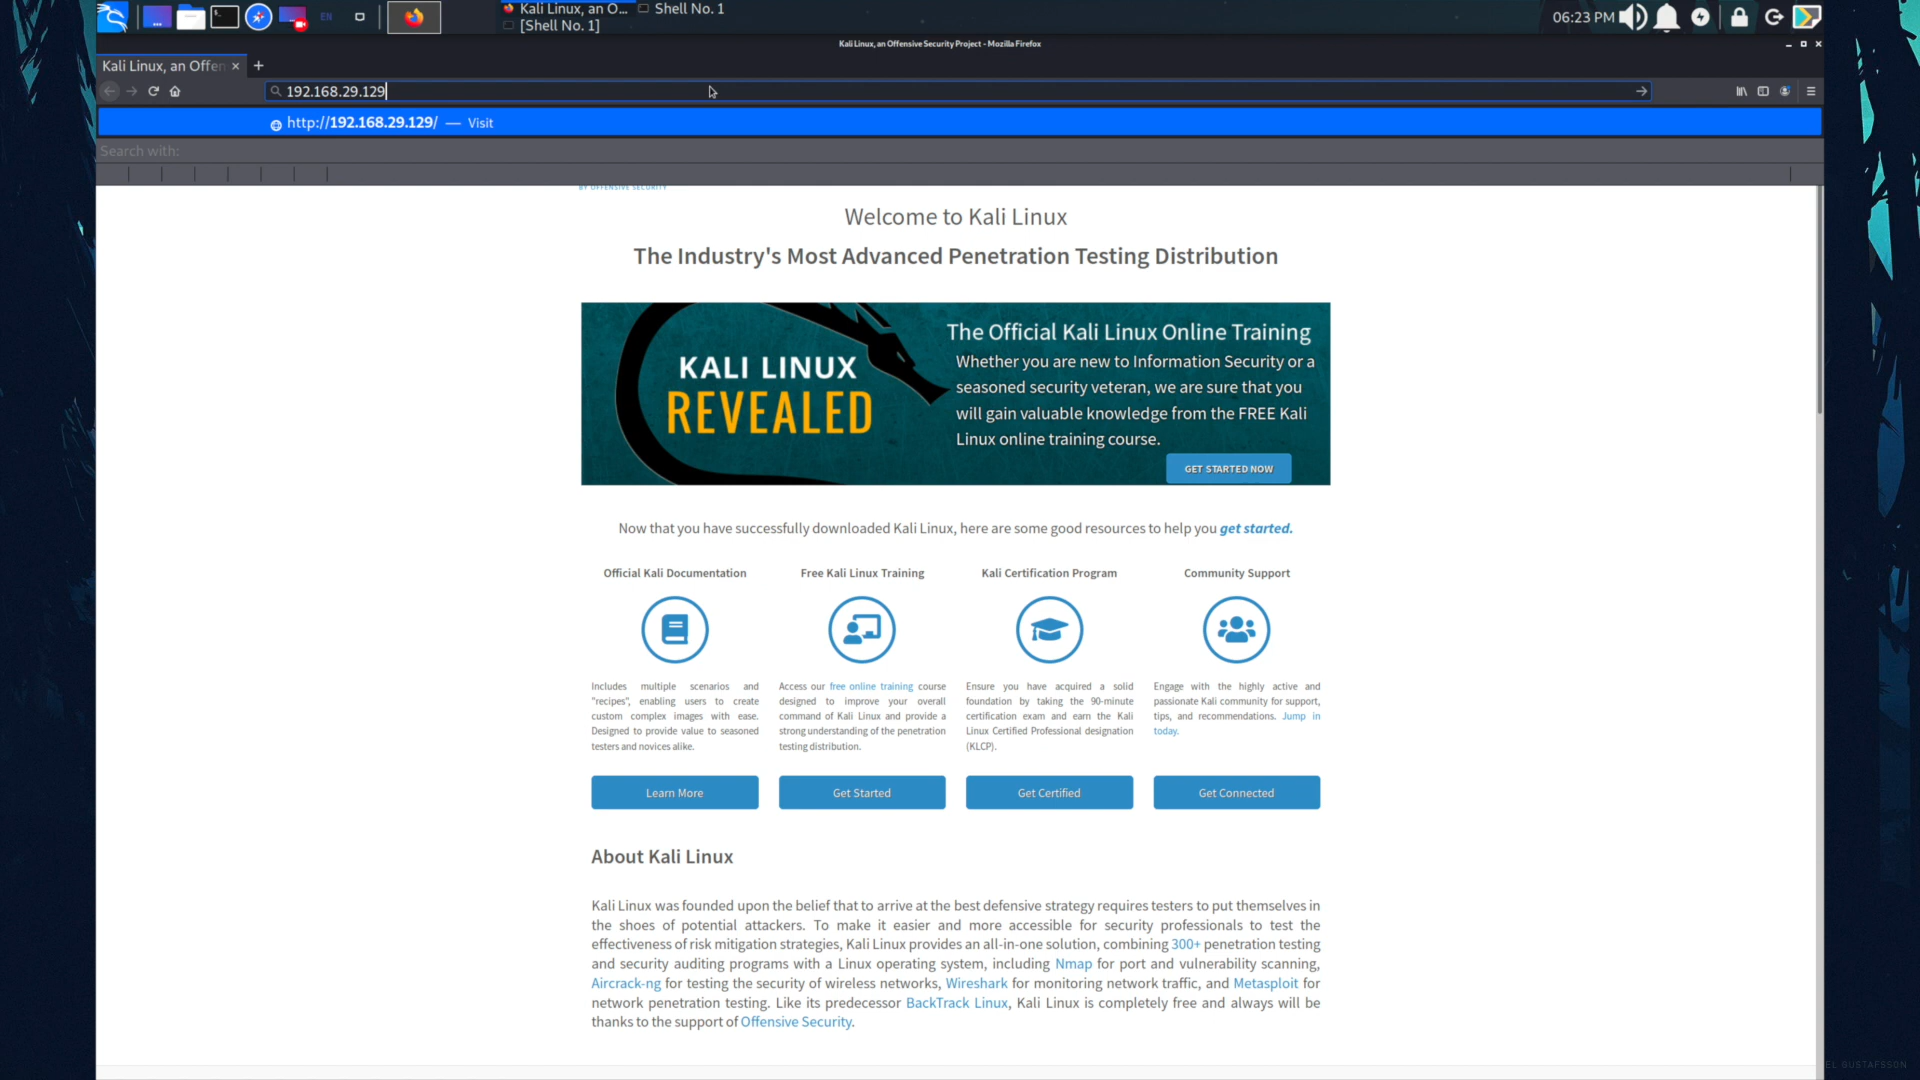 EN
Kali Linux, an O...
Shell No. 1
[Shell No. 1]
06:23 PM
Kali Linux, an Offensive Security Project - Mozilla Firefox
Kali Linux, an Offen
192.168.29.129
http://192.168.29.129/ — Visit
Search with:
BY OFFENSIVE SECURITY
Welcome to Kali Linux
The Industry's Most Advanced Penetration Testing Distribution
KALI LINUX
REVEALED
The Official Kali Linux Online Training
Whether you are new to Information Security or a
seasoned security veteran, we are sure that you
will gain valuable knowledge from the FREE Kali
Linux online training course.
GET STARTED NOW
Now that you have successfully downloaded Kali Linux, here are some good resources to help you get started.
Official Kali Documentation
Includes multiple scenarios and
"recipes", enabling users to create
custom complex images with ease.
Designed to provide value to seasoned
testers and novices alike.
Learn More
Free Kali Linux Training
Access our free online training course
designed to improve your overall
command of Kali Linux and provide a
strong understanding of the penetration
testing distribution.
Get Started
Kali Certification Program
Ensure you have acquired a solid
foundation by taking the 90-minute
certification exam and earn the Kali
Linux Certified Professional designation
(KLCP).
Get Certified
Community Support
Engage with the highly active and
passionate Kali community for support,
tips, and recommendations. Jump in
today.
Get Connected
About Kali Linux
Kali Linux was founded upon the belief that to arrive at the best defensive strategy requires testers to put themselves in
the shoes of potential attackers. To make it easier and more accessible for security professionals to test the
effectiveness of risk mitigation strategies, Kali Linux provides an all-in-one solution, combining 300+ penetration testing
and security auditing programs with a Linux operating system, including Nmap for port and vulnerability scanning,
Aircrack-ng for testing the security of wireless networks, Wireshark for monitoring network traffic, and Metasploit for
network penetration testing. Like its predecessor BackTrack Linux, Kali Linux is completely free and always will be
thanks to the support of Offensive Security.
EL GUSTAFSSON